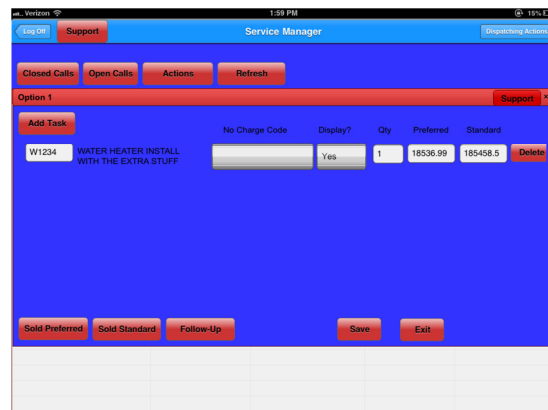 Verizon 1:59 PM 15%
Log Off Support Service Manager Dispatching Actions
Closed Calls Open Calls Actions Refresh
Option 1 Support ×
Add Task No Charge Code Display? Qty Preferred Standard
W1234 WATER HEATER INSTALL Yes 1 18536.99 185458.5 Delete
WITH THE EXTRA STUFF
Sold Preferred Sold Standard Follow-Up Save Exit